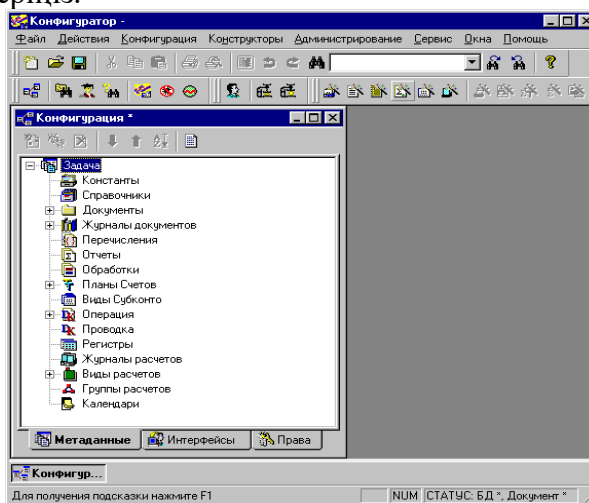 еріңіз.
Конфигуратор -
Файл Действия Конфигурация Конструкторы Администрирование Сервис Окна Помощь
Конфигурация *
Задача
Константы
Справочники
Документы
Журналы документов
Перечисления
Отчеты
Обработки
Планы Счетов
Виды Субконто
Операция
Проводка
Регистры
Журналы расчетов
Виды расчетов
Группы расчетов
Календари
Метаданные Интерфейсы Права
Конфигур...
Для получения подсказки нажмите F1 NUM СТАТУС: БД *, Документ *